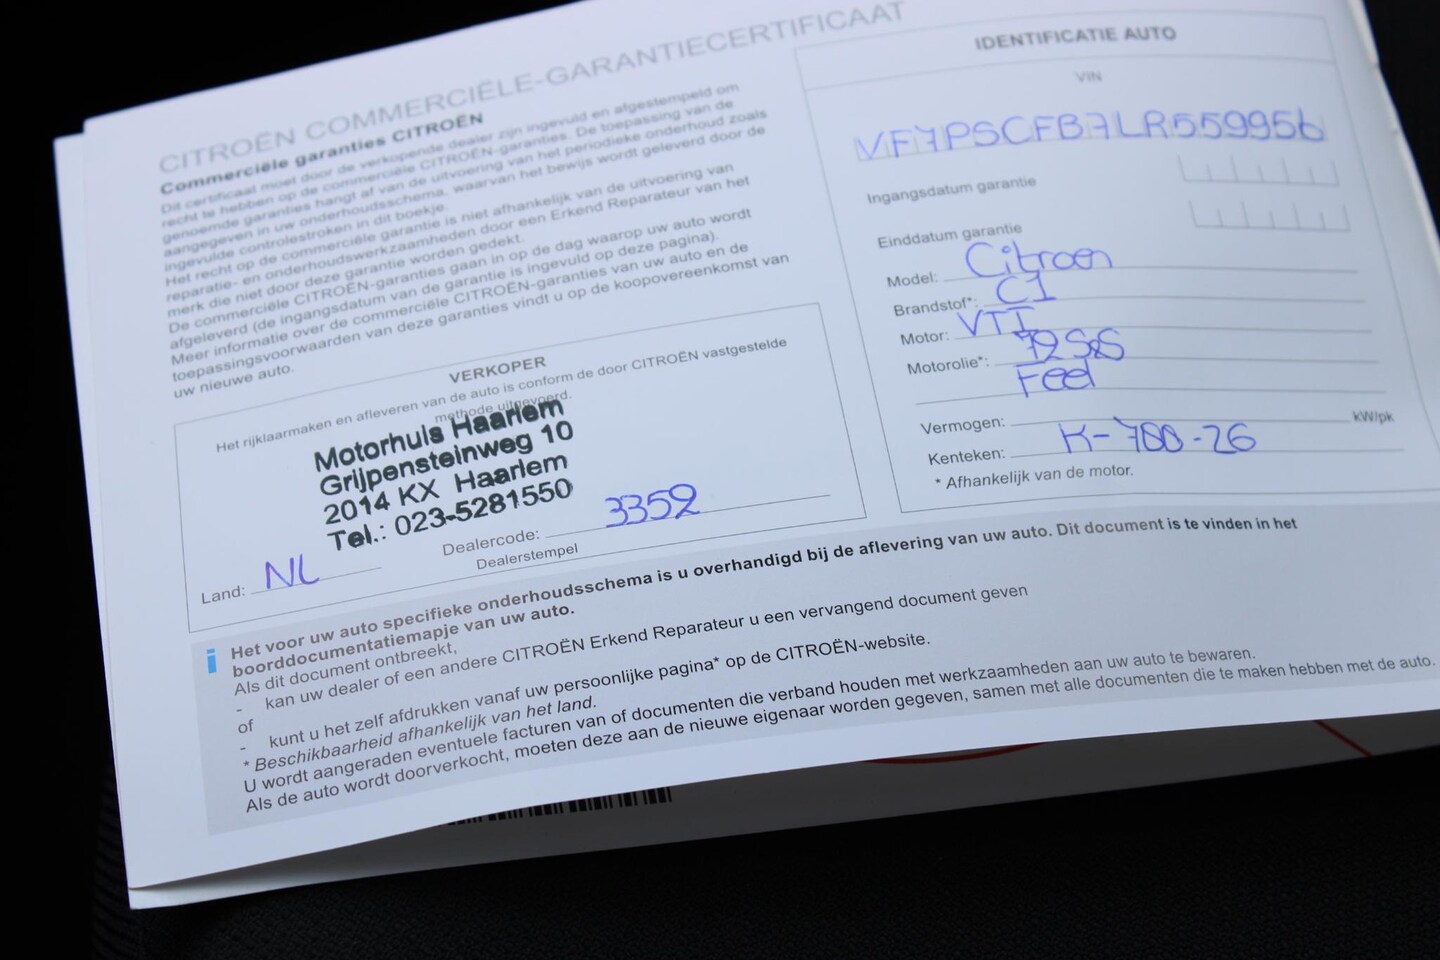 CITROËN COMMERCIËLE-GARANTIECERTIFICAAT
Commerciële garanties CITROËN
Dit certificaat moet door de verkopende dealer zijn ingevuld en afgestempeld om
recht te hebben op de commerciële CITROËN-garanties. De toepassing van de
genoemde garanties hangt af van de uitvoering van het periodieke onderhoud zoals
aangegeven in uw onderhoudsschema, waarvan het bewijs wordt geleverd door de
ingevulde controlestroken in dit boekje.
Het recht op de commerciële garantie is niet afhankelijk van de uitvoering van
reparatie- en onderhoudswerkzaamheden door een Erkend Reparateur van het
merk die niet door deze garantie worden gedekt.
De commerciële CITROËN-garanties gaan in op de dag waarop uw auto wordt
afgeleverd (de ingangsdatum van de garantie is ingevuld op deze pagina).
Meer informatie over de commerciële CITROËN-garanties van uw auto en de
toepassingsvoorwaarden van deze garanties vindt u op de koopovereenkomst van
uw nieuwe auto.
VERKOPER
Het rijklaarmaken en afleveren van de auto is conform de door CITROËN vastgestelde
methode uitgevoerd.
Motorhuis Haarlem
Grijpensteinweg 10
2014 KX Haarlem
Tel.: 023-5281550
Land: NL
Dealercode: 3352
Dealerstempel
IDENTIFICATIE AUTO
VIN
VF7PSCFB7LR559956
Ingangsdatum garantie
Einddatum garantie
Model: Citroen
Brandstof*: C1
Motor: VTI
Motorolie*: 72 S&S
Feel
Vermogen: kW/pk
Kenteken: K-700-26
* Afhankelijk van de motor.
i Het voor uw auto specifieke onderhoudsschema is u overhandigd bij de aflevering van uw auto. Dit document is te vinden in het
boorddocumentatiemapje van uw auto.
Als dit document ontbreekt,
- kan uw dealer of een andere CITROËN Erkend Reparateur u een vervangend document geven
of
- kunt u het zelf afdrukken vanaf uw persoonlijke pagina* op de CITROËN-website.
* Beschikbaarheid afhankelijk van het land.
U wordt aangeraden eventuele facturen van of documenten die verband houden met werkzaamheden aan uw auto te bewaren.
Als de auto wordt doorverkocht, moeten deze aan de nieuwe eigenaar worden gegeven, samen met alle documenten die te maken hebben met de auto.